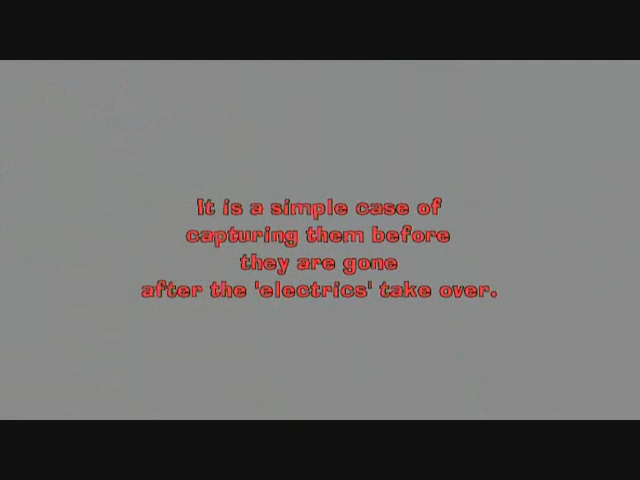 It is a simple case of
capturing them before
they are gone
after the 'electrics' take over.